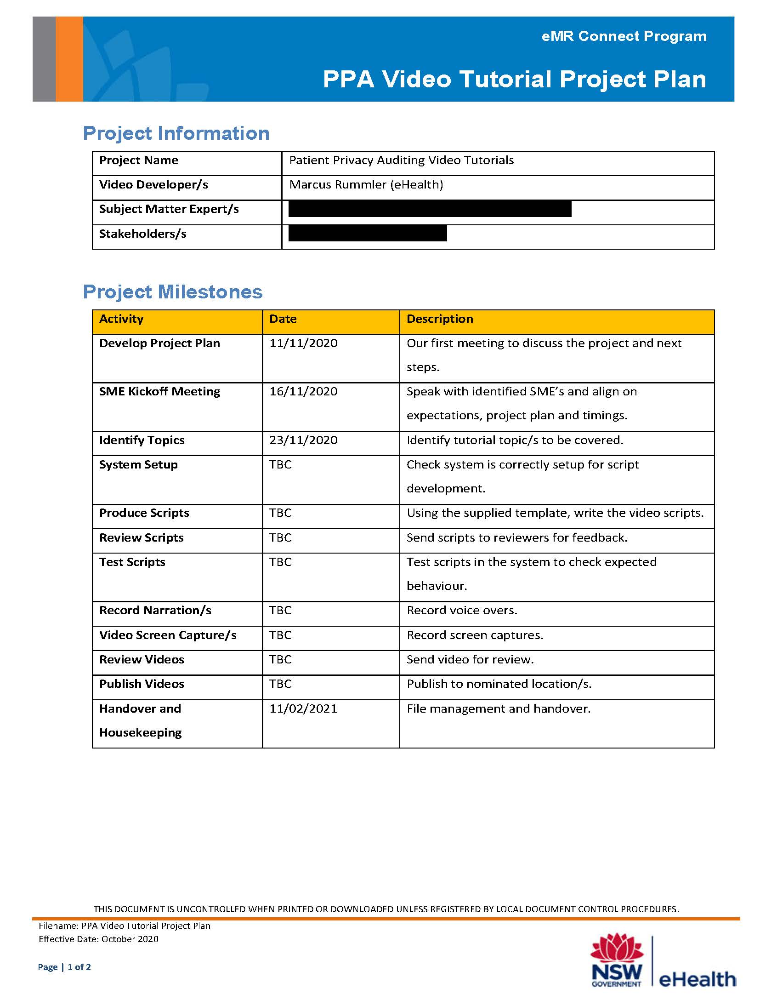 eMR Connect Program
PPA Video Tutorial Project Plan
Project Information
Project Name Patient Privacy Auditing Video Tutorials
Video Developer/s Marcus Rummler (eHealth)
Subject Matter Expert/s
Stakeholders/s
Project Milestones
Activity Date Description
Develop Project Plan 11/11/2020 Our first meeting to discuss the project and next
steps.
SME Kickoff Meeting 16/11/2020 Speak with identified SME’s and align on
expectations, project plan and timings.
Identify Topics 23/11/2020 Identify tutorial topic/s to be covered.
System Setup TBC Check system is correctly setup for script
development.
Produce Scripts TBC Using the supplied template, write the video scripts.
Review Scripts TBC Send scripts to reviewers for feedback.
Test Scripts TBC Test scripts in the system to check expected
behaviour.
Record Narration/s TBC Record voice overs.
Video Screen Capture/s TBC Record screen captures.
Review Videos TBC Send video for review.
Publish Videos TBC Publish to nominated location/s.
Handover and 11/02/2021 File management and handover.
Housekeeping
THIS DOCUMENT IS UNCONTROLLED WHEN PRINTED OR DOWNLOADED UNLESS REGISTERED BY LOCAL DOCUMENT CONTROL PROCEDURES.
Filename: PPA Video Tutorial Project Plan
Effective Date: October 2020
Page | 1 of 2
NSW
GOVERNMENT
eHealth